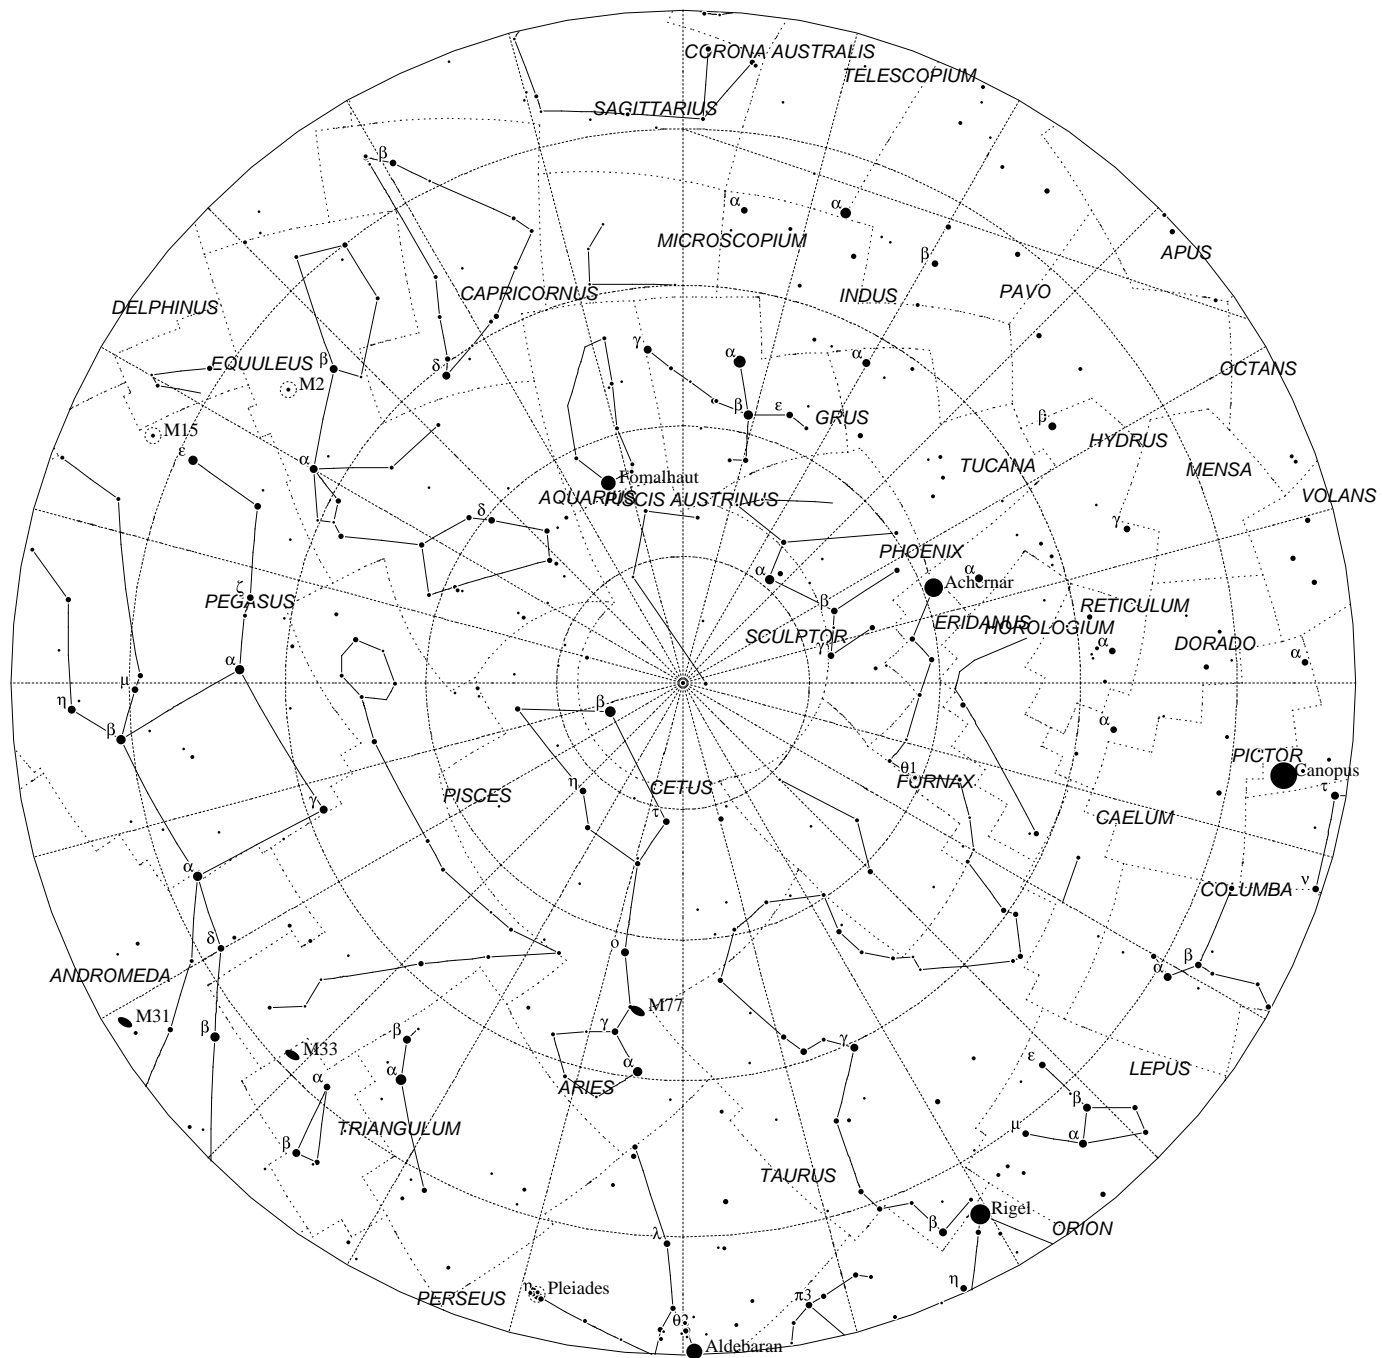 CORONA AUSTRALIS
TELESCOPIUM
SAGITTARIUS
β
α
α
MICROSCOPIUM
APUS
β
CAPRICORNUS
INDUS
PAVO
DELPHINUS
γ
α
α
EQUULEUS
β
δ
OCTANS
M2
β
ε
GRUS
β
M15
HYDRUS
ε
α
TUCANA
MENSA
Fomalhaut
AQUARIUS
PISCIS AUSTRINUS
VOLANS
δ
γ
PHOENIX
α
α
Achernar
ζ
PEGASUS
β
RETICULUM
ERIDANUS
HOROLOGIUM
SCULPTOR
γ
α
DORADO
α
α
μ
η
β
β
α
PICTOR
Canopus
θ1
FORNAX
η
CETUS
τ
PISCES
γ
τ
CAELUM
α
ν
COLUMBA
δ
ο
β
α
ANDROMEDA
M31
M77
β
β
γ
γ
M33
ε
α
α
α
LEPUS
ARIES
β
TRIANGULUM
μ
α
β
TAURUS
Rigel
λ
β
ORION
η
η
Pleiades
PERSEUS
π3
θ2
Aldebaran